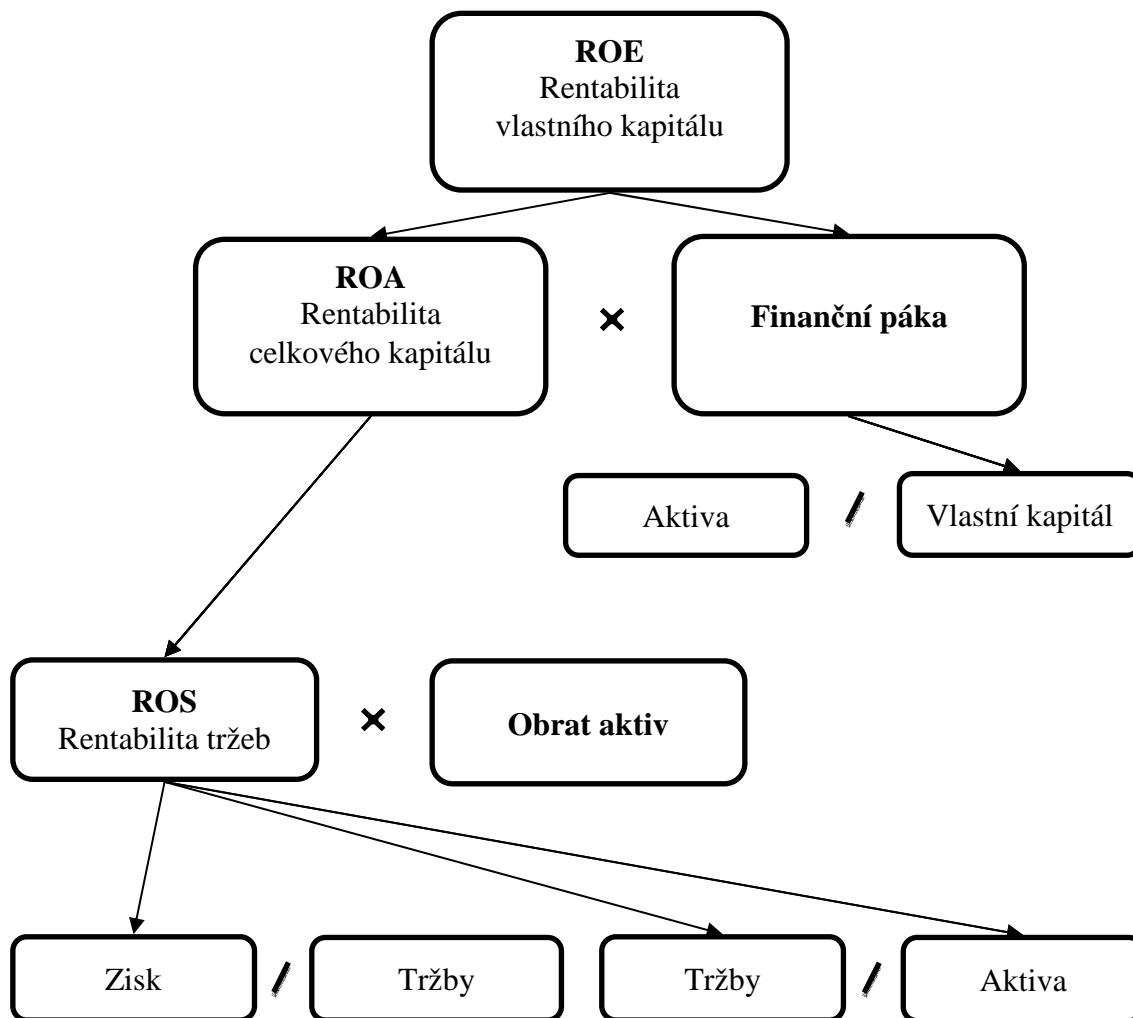 ROE
Rentabilita
vlastního kapitálu
ROA
Rentabilita
celkového kapitálu
×
Finanční páka
Aktiva
/
Vlastní kapitál
ROS
Rentabilita tržeb
×
Obrat aktiv
Zisk
/
Tržby
Tržby
/
Aktiva